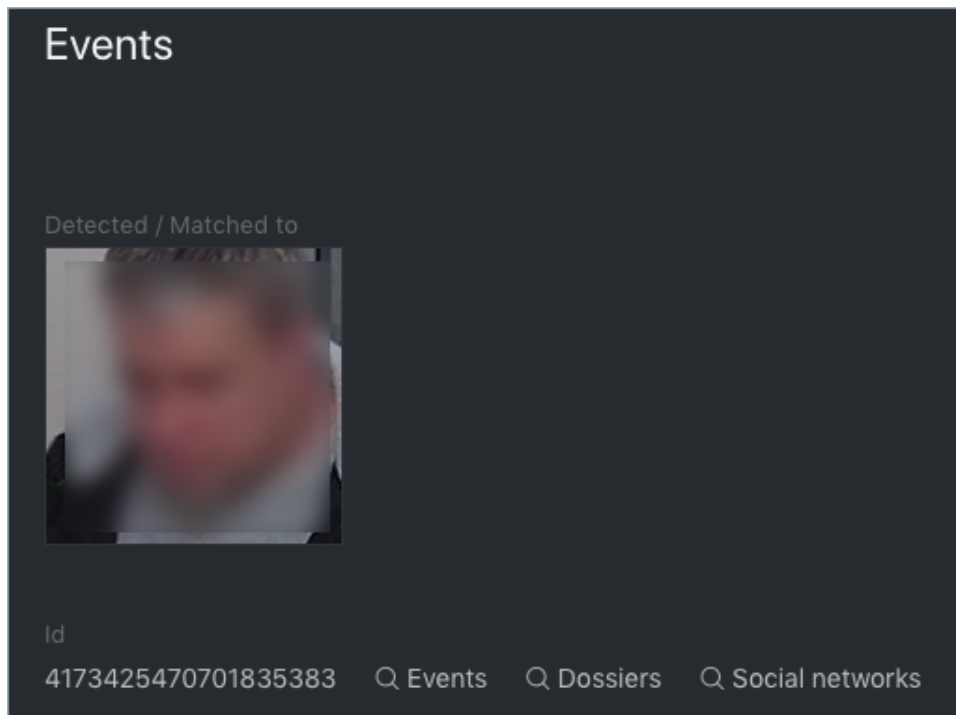 Events
Detected / Matched to
Id
4173425470701835383 Events Dossiers Social networks